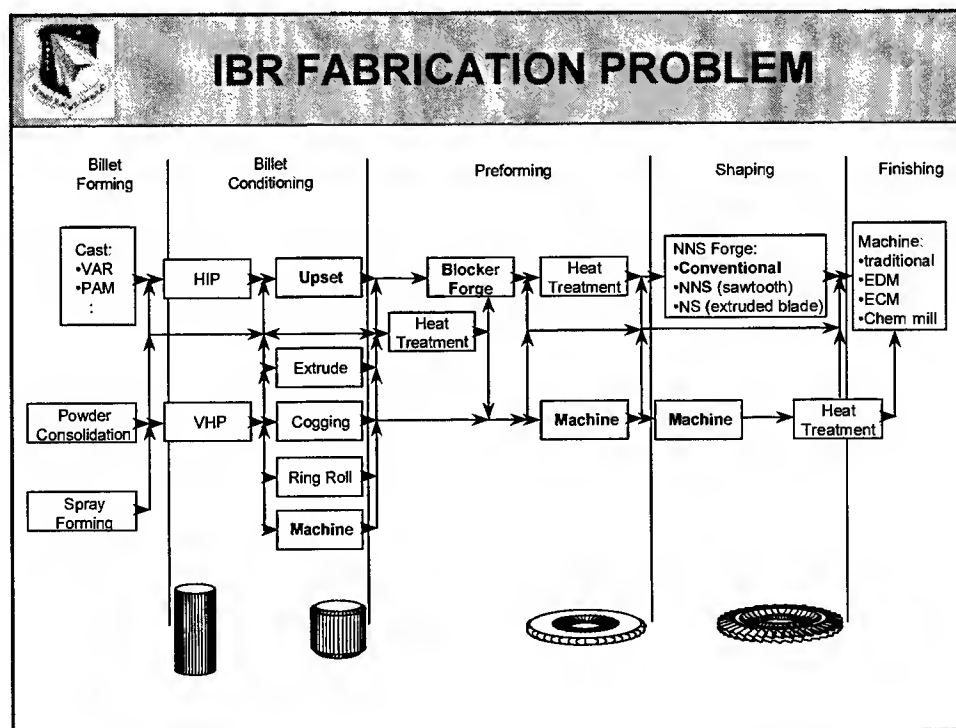 IBR FABRICATION PROBLEM
Billet
Forming
Billet
Conditioning
Preforming
Shaping
Finishing
Cast:
•VAR
•PAM
:
HIP
Upset
Blocker
Forge
Heat
Treatment
NNS Forge:
•Conventional
•NNS (sawtooth)
•NS (extruded blade)
Machine:
•traditional
•EDM
•ECM
•Chem mill
Heat
Treatment
Extrude
Powder
Consolidation
VHP
Cogging
Machine
Machine
Heat
Treatment
Ring Roll
Spray
Forming
Machine